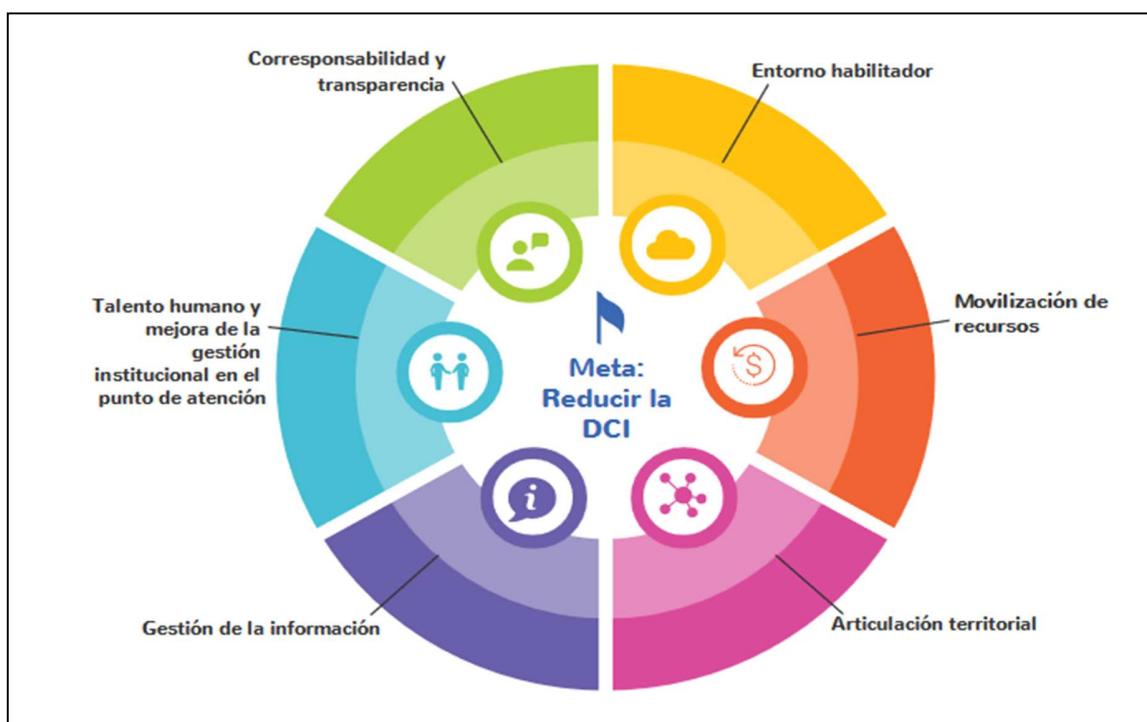 Corresponsabilidad y
transparencia
Entorno habilitador
Talento humano y
mejora de la
gestión
institucional en el
punto de atención
Movilización de
recursos
$
Meta:
Reducir la
DCI
i
Gestión de la información
Articulación territorial